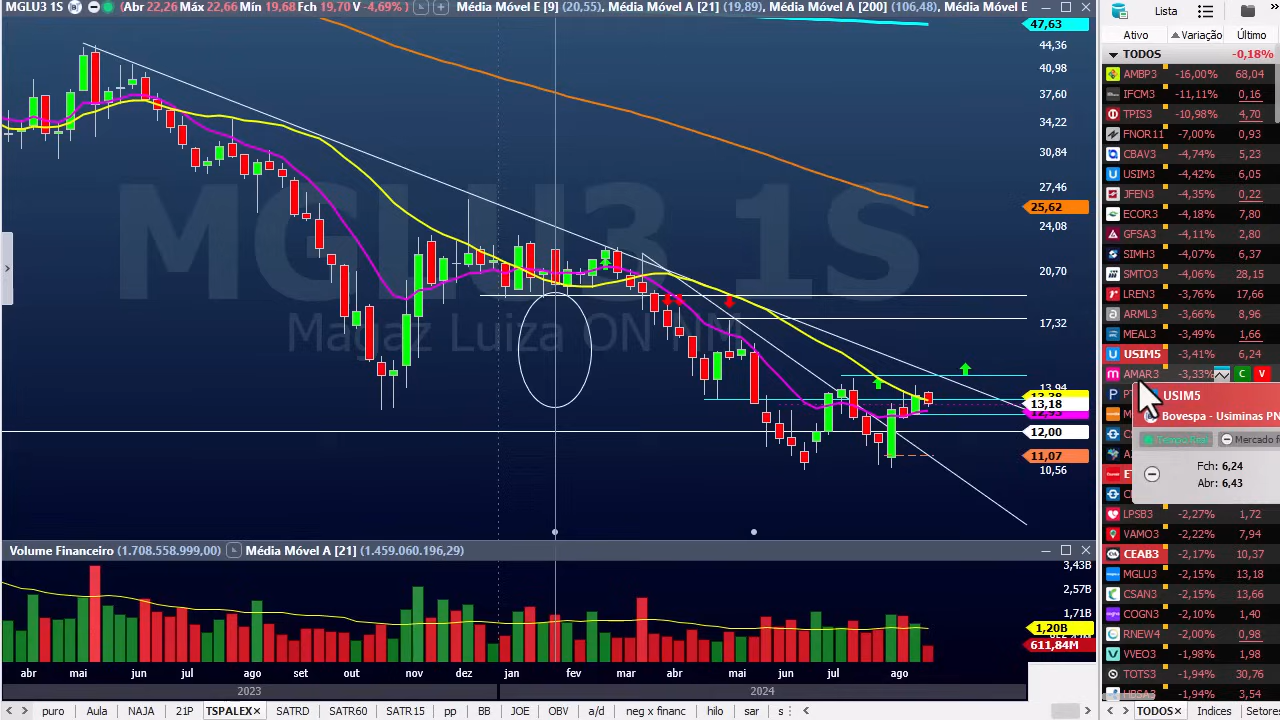 MGLU3 1S (Abr 22,26 Máx 22,66 Min 19,68 Fch 19,70 V -4,69%) Média Móvel E [9] (20,55), Média Móvel A [21] (19,89), Média Móvel A [200] (106,48), Média Móvel E
47,63
44,36
40,98
37,60
34,22
30,84
27,46
25,62
24,08
20,70
17,32
13,94
13,18
12,00
11,07
10,56
MGLU3 1S
Magaz Luiza ON NM
Volume Financeiro (1.708.558.999,00) Média Móvel A [21] (1.459.060.196,29)
3,43B
2,57B
1,71B
1,20B
611,84M
abr mai jun jul ago set out nov dez jan fev mar abr mai jun jul ago
2023 2024
puro Aula NAJA 21P TSPALEX SATRD SATR60 SATR15 pp BB JOE OBV a/d neg x financ hilo sar s
Lista
Ativo Variação Último
TODOS -0,18%
AMBP3 -16,00% 68,04
IFCM3 -11,11% 0,16
TPIS3 -10,98% 4,70
FNOR11 -7,00% 0,93
CBAV3 -4,74% 5,23
USIM3 -4,42% 6,05
JFEN3 -4,35% 0,22
ECOR3 -4,18% 7,80
GFSA3 -4,11% 2,80
SIMH3 -4,07% 6,37
SMTO3 -4,06% 28,15
LREN3 -3,76% 17,66
ARML3 -3,66% 8,96
MEAL3 -3,49% 1,66
USIM5 -3,41% 6,24
AMAR3 -3,33% C V
USIM5
Bovespa - Usiminas PN
Mercado f
Fch: 6,24
Abr: 6,43
LPSB3 -2,27% 1,72
VAMO3 -2,22% 7,94
CEAB3 -2,17% 10,37
MGLU3 -2,15% 13,18
CSAN3 -2,15% 13,66
COGN3 -2,10% 1,40
RNEW4 -2,00% 0,98
VVEO3 -1,98% 1,98
TOTS3 -1,94% 30,76
HBSA3 -1,94% 3,54
TODOS Indices Setores